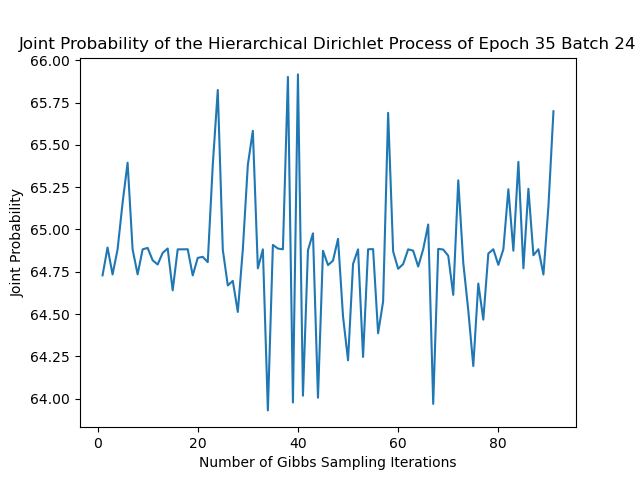 Joint Probability of the Hierarchical Dirichlet Process of Epoch 35 Batch 24
66.00
65.75
65.50
65.25
65.00
64.75
64.50
64.25
64.00
Joint Probability
0 20 40 60 80
Number of Gibbs Sampling Iterations